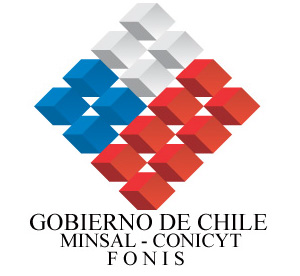 GOBIERNO DE CHILE
MINSAL - CONICYT
FONIS